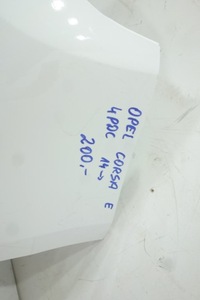 OPEL CORSA E
4PDC 14→
200,-